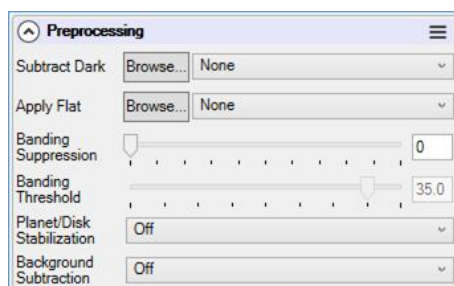 Preprocessing
Subtract Dark Browse... None
Apply Flat Browse... None
Banding
Suppression 0
Banding
Threshold 35.0
Planet/Disk
Stabilization Off
Background
Subtraction Off